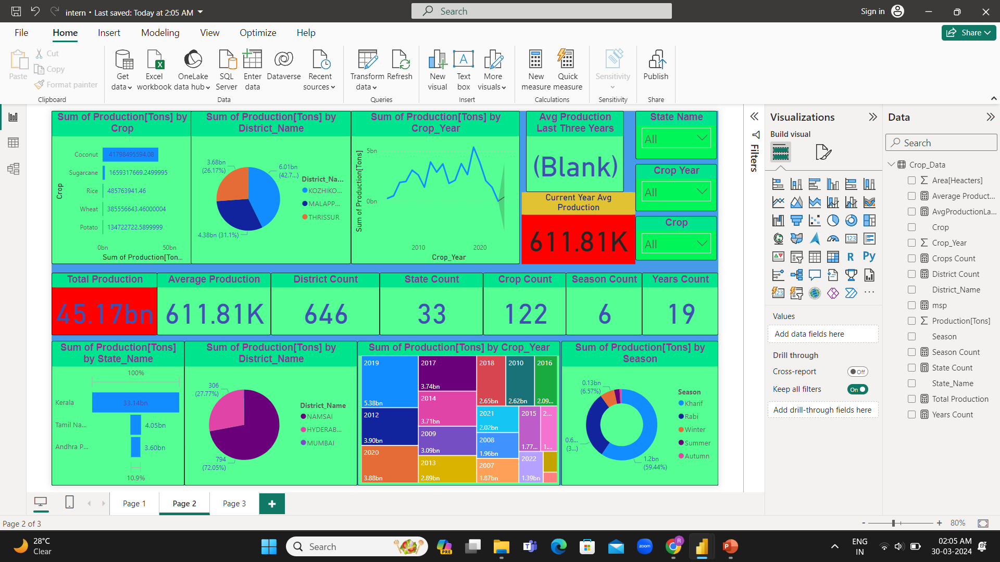 intern • Last saved: Today at 2:05 AM
Search
Sign in
File
Home
Insert
Modeling
View
Optimize
Help
Share
Paste
Cut
Copy
Format painter
Clipboard
Get data
Excel workbook
OneLake data hub
SQL Server
Enter data
Dataverse
Recent sources
Data
Transform data
Refresh
Queries
New visual
Text box
More visuals
Insert
New measure
Quick measure
Calculations
Sensitivity
Sensitivity
Publish
Share
Sum of Production[Tons] by
Crop
Crop
Coconut 41798495594.08
Sugarcane 1659317669.2499995
Rice 485763941.46
Wheat 385556643.46000004
Potato 134722722.5899999
0bn 50bn
Sum of Production[Ton...
Sum of Production[Tons] by
District_Name
3.68bn
(26.17%)
6.01bn
(42.7...)
4.38bn (31.1%)
District_Na...
KOZHIKO...
MALAPP...
THRISSUR
Sum of Production[Tons] by
Crop_Year
Sum of Production[Tons]
5bn
0bn
2010 2020
Crop_Year
Avg Production
Last Three Years
(Blank)
Current Year Avg
Production
611.81K
State Name
All
Crop Year
All
Crop
All
Total Production
45.17bn
Average Production
611.81K
District Count
646
State Count
33
Crop Count
122
Season Count
6
Years Count
19
Sum of Production[Tons]
by State_Name
100%
Kerala 33.14bn
Tamil Na... 4.05bn
Andhra P... 3.60bn
10.9%
Sum of Production[Tons] by
District_Name
306
(27.77%)
794
(72.05%)
District_Name
NAMSAI
HYDERAB...
MUMBAI
Sum of Production[Tons] by Crop_Year
2019
5.38bn
2012
3.90bn
2020
3.88bn
2017
3.74bn
2014
3.71bn
2009
3.09bn
2013
2.89bn
2018
2.65bn
2010
2.62bn
2016
2.09...
2021
2.02bn
2008
1.96bn
2007
1.87bn
2015
1.77...
2...
1....
2022
1.39bn
Sum of Production[Tons] by
Season
0.13bn
(6.57%)
0.6...
(3...)
1.2bn
(59.44%)
Season
Kharif
Rabi
Winter
Summer
Autumn
Filters
Visualizations
Build visual
123
R
Py
123
Values
Add data fields here
Drill through
Cross-report Off
Keep all filters On
Add drill-through fields here
Data
Search
Crop_Data
Area[Heacters]
Average Product...
AvgProductionLa...
Crop
Crop_Year
Crops Count
District Count
District_Name
msp
Production[Tons]
Season
Season Count
State Count
State_Name
Total Production
Years Count
Page 1
Page 2
Page 3
Page 2 of 3
- + 80%
28°C
Clear
Search
PRE
zoom
R
ENG
IN
02:05 AM
30-03-2024